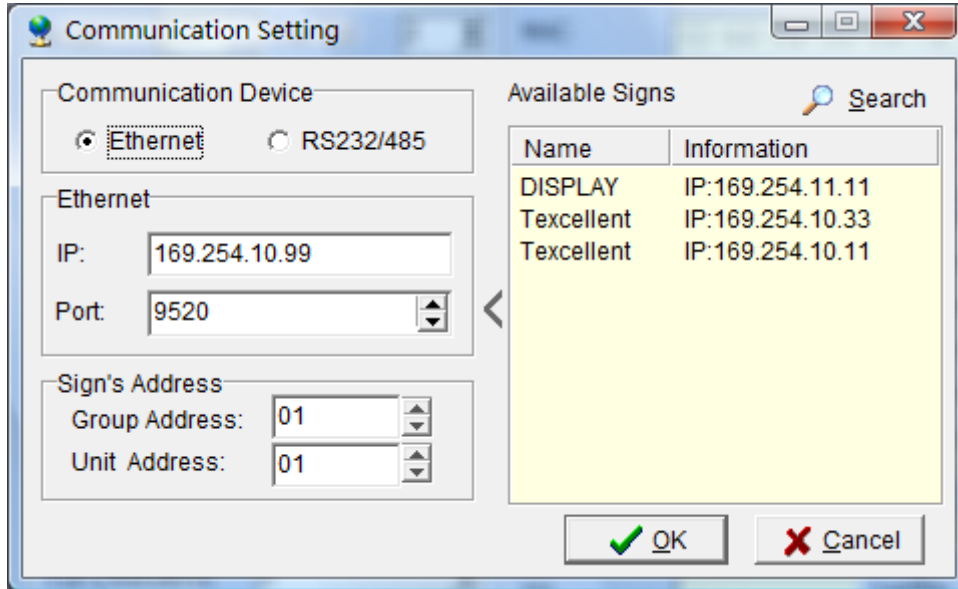 Communication Setting
Communication Device
Ethernet
RS232/485
Ethernet
IP:
169.254.10.99
Port:
9520
Sign's Address
Group Address:
01
Unit Address:
01
Available Signs
Search
Name Information
DISPLAY IP:169.254.11.11
Texcellent IP:169.254.10.33
Texcellent IP:169.254.10.11
OK
Cancel